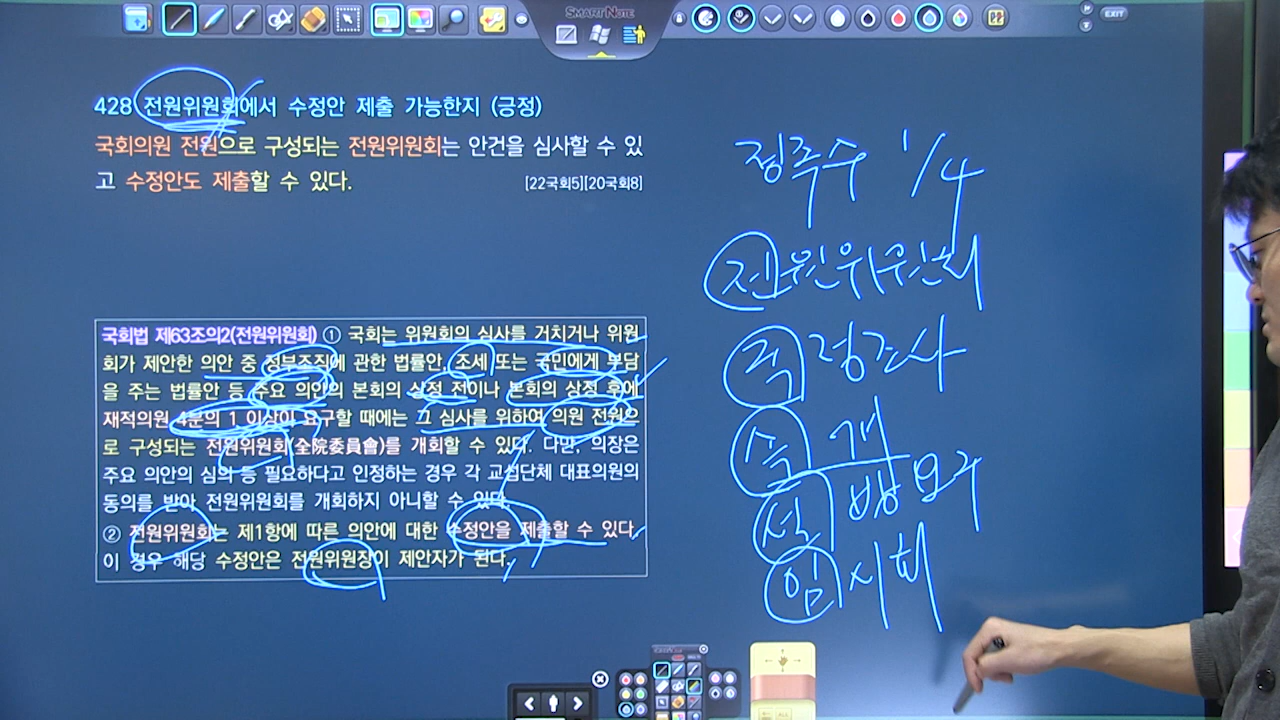 SMART NOTE
EXIT
428 전원위원회에서 수정안 제출 가능한지 (긍정)
국회의원 전원으로 구성되는 전원위원회는 안건을 심사할 수 있
고 수정안도 제출할 수 있다.
[22국회5][20국회8]
국회법 제63조의2(전원위원회) ① 국회는 위원회의 심사를 거치거나 위원
회가 제안한 의안 중 정부조직에 관한 법률안, 조세 또는 국민에게 부담
을 주는 법률안 등 주요 의안의 본회의 상정 전이나 본회의 상정 후에
재적의원 4분의 1 이상이 요구할 때에는 그 심사를 위하여 의원 전원으
로 구성되는 전원위원회(全院委員會)를 개회할 수 있다. 다만, 의장은
주요 의안의 심의 등 필요하다고 인정하는 경우 각 교섭단체 대표의원의
동의를 받아 전원위원회를 개회하지 아니할 수 있다.
② 전원위원회는 제1항에 따른 의안에 대한 수정안을 제출할 수 있다.
이 경우 해당 수정안은 전원위원장이 제안자가 된다.
정족수 1/4
전원위원회
국정조사
임시회